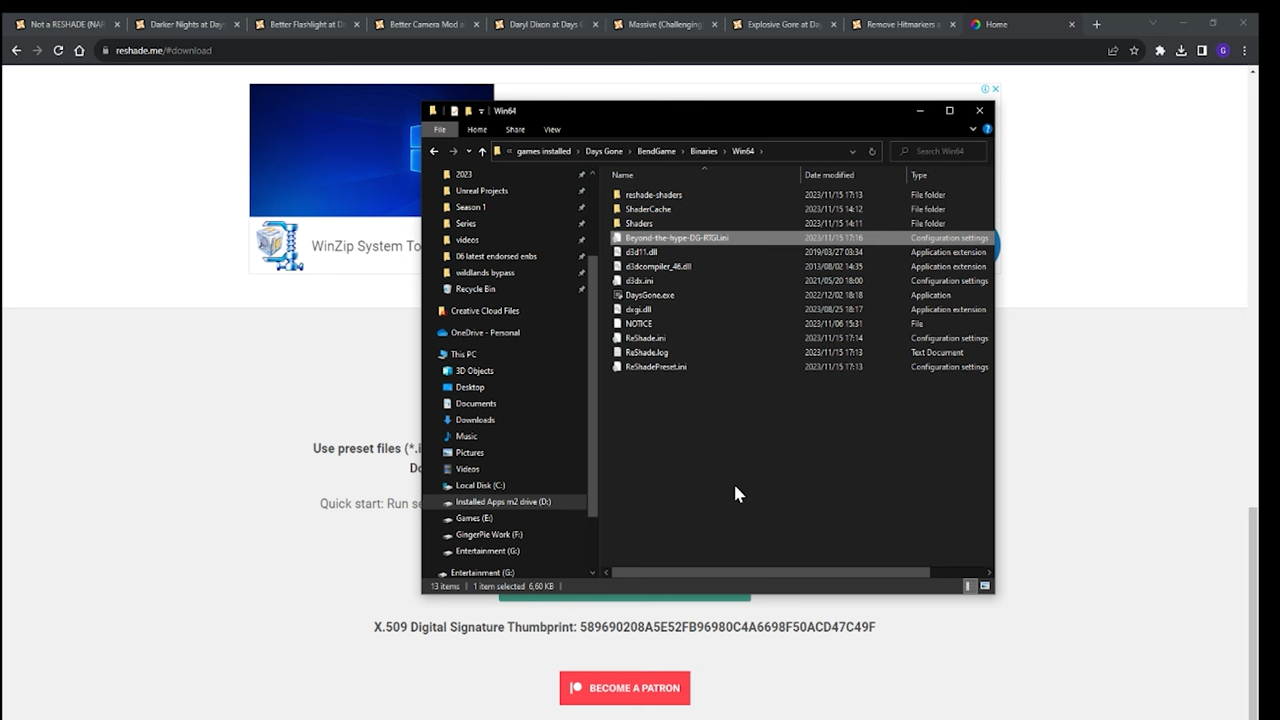 Not a RESHADE (NAR
Darker Nights at Days
Better Flashlight at Da
Better Camera Mod a
Daryl Dixon at Days G
Massive (Challenging
Explosive Gore at Day
Remove Hitmarkers a
Home
reshade.me/#download
G
Win64
File
Home
Share
View
« games installed > Days Gone > BendGame > Binaries > Win64 >
Search Win64
2023
Unreal Projects
Season 1
Series
videos
06 latest endorsed enbs
wildlands bypass
Recycle Bin
Creative Cloud Files
OneDrive - Personal
This PC
3D Objects
Desktop
Documents
Downloads
Music
Pictures
Videos
Local Disk (C:)
Installed Apps m2 drive (D:)
Games (E:)
GingerPie Work (F:)
Entertainment (G:)
Entertainment (G:)
Name Date modified Type
reshade-shaders 2023/11/15 17:13 File folder
ShaderCache 2023/11/15 14:12 File folder
Shaders 2023/11/15 14:11 File folder
Beyond-the-hype-DG-RTGI.ini 2023/11/15 17:16 Configuration settings
d3d11.dll 2019/03/27 03:34 Application extension
d3dcompiler_46.dll 2013/08/02 14:35 Application extension
d3dx.ini 2021/05/20 18:00 Configuration settings
DaysGone.exe 2022/12/02 18:18 Application
dxgi.dll 2023/08/25 18:17 Application extension
NOTICE 2023/11/06 15:31 File
ReShade.ini 2023/11/15 17:14 Configuration settings
ReShade.log 2023/11/15 17:13 Text Document
ReShadePreset.ini 2023/11/15 17:13 Configuration settings
13 items
1 item selected 6,60 KB
WinZip System To
Use preset files (*.i
Do
Quick start: Run se
X.509 Digital Signature Thumbprint: 589690208A5E52FB96980C4A6698F50ACD47C49F
BECOME A PATRON